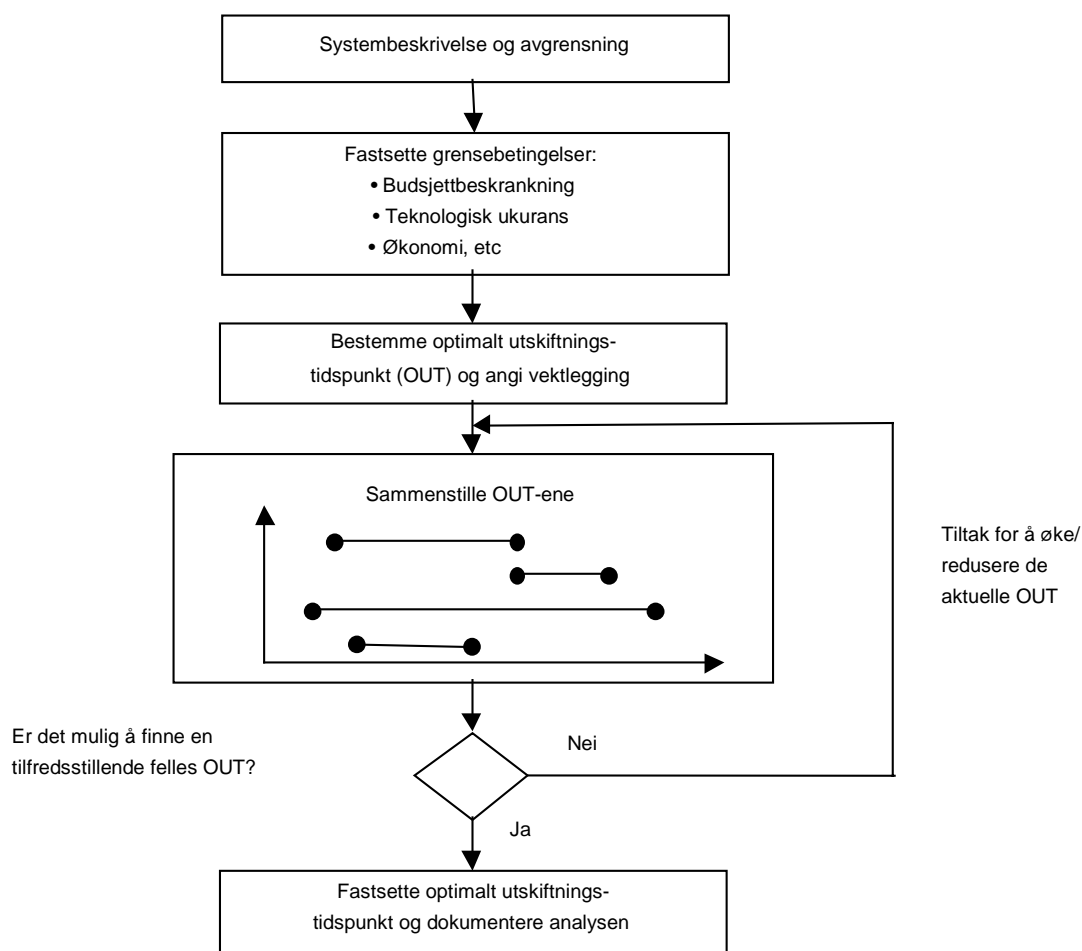 Systembeskrivelse og avgrensning
Fastsette grensebetingelser:
• Budsjettbeskrankning
• Teknologisk ukurans
• Økonomi, etc
Bestemme optimalt utskiftnings-
tidspunkt (OUT) og angi vektlegging
Sammenstille OUT-ene
Tiltak for å øke/
redusere de
aktuelle OUT
Er det mulig å finne en
tilfredsstillende felles OUT?
Nei
Ja
Fastsette optimalt utskiftnings-
tidspunkt og dokumentere analysen